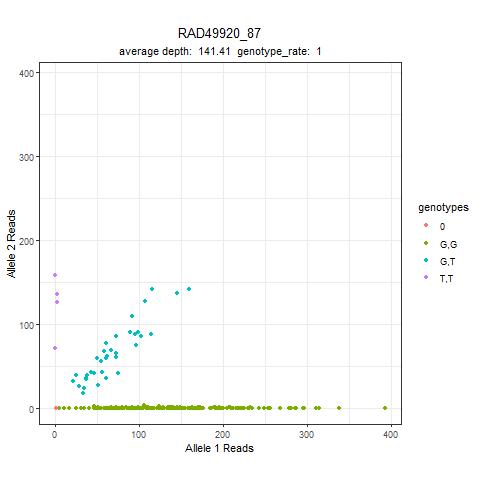 RAD49920_87
average depth: 141.41 genotype_rate: 1
400
300
200
100
0
Allele 2 Reads
0 100 200 300 400
Allele 1 Reads
genotypes
0
G,G
G,T
T,T